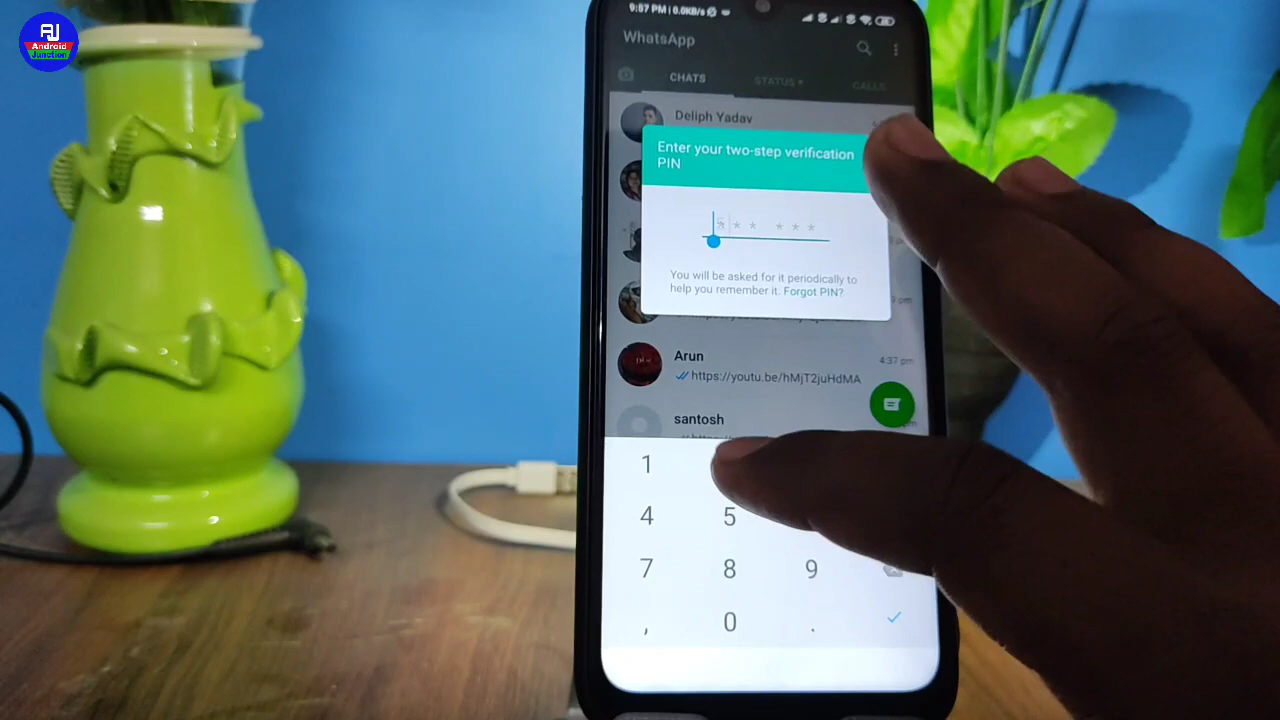 AJ
Android
Junction
9:57 PM | 0.0KB/s
WhatsApp
CHATS
STATUS
CALLS
Deliph Yadav
Enter your two-step verification
PIN
* * * * * *
You will be asked for it periodically to
help you remember it. Forgot PIN?
pm
Arun
4:37 pm
https://youtu.be/hMjT2juHdMA
santosh
1
4
5
7
8
9
,
0
.